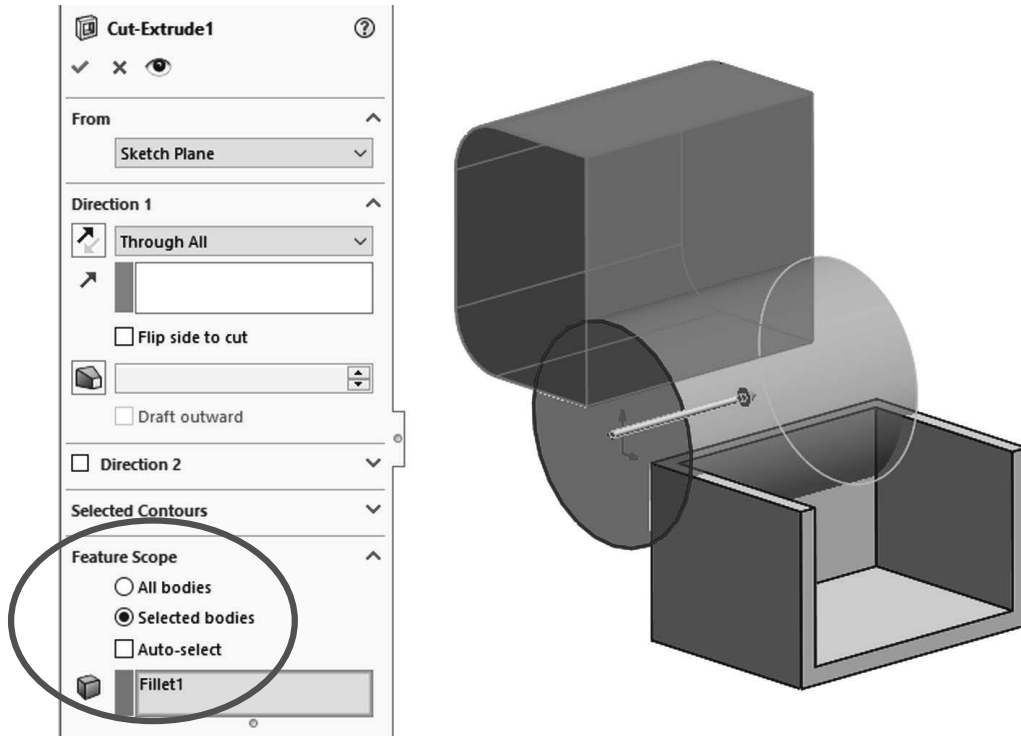 Cut-Extrude1
From
Sketch Plane
Direction 1
Through All
Flip side to cut
Draft outward
Direction 2
Selected Contours
Feature Scope
All bodies
Selected bodies
Auto-select
Fillet1